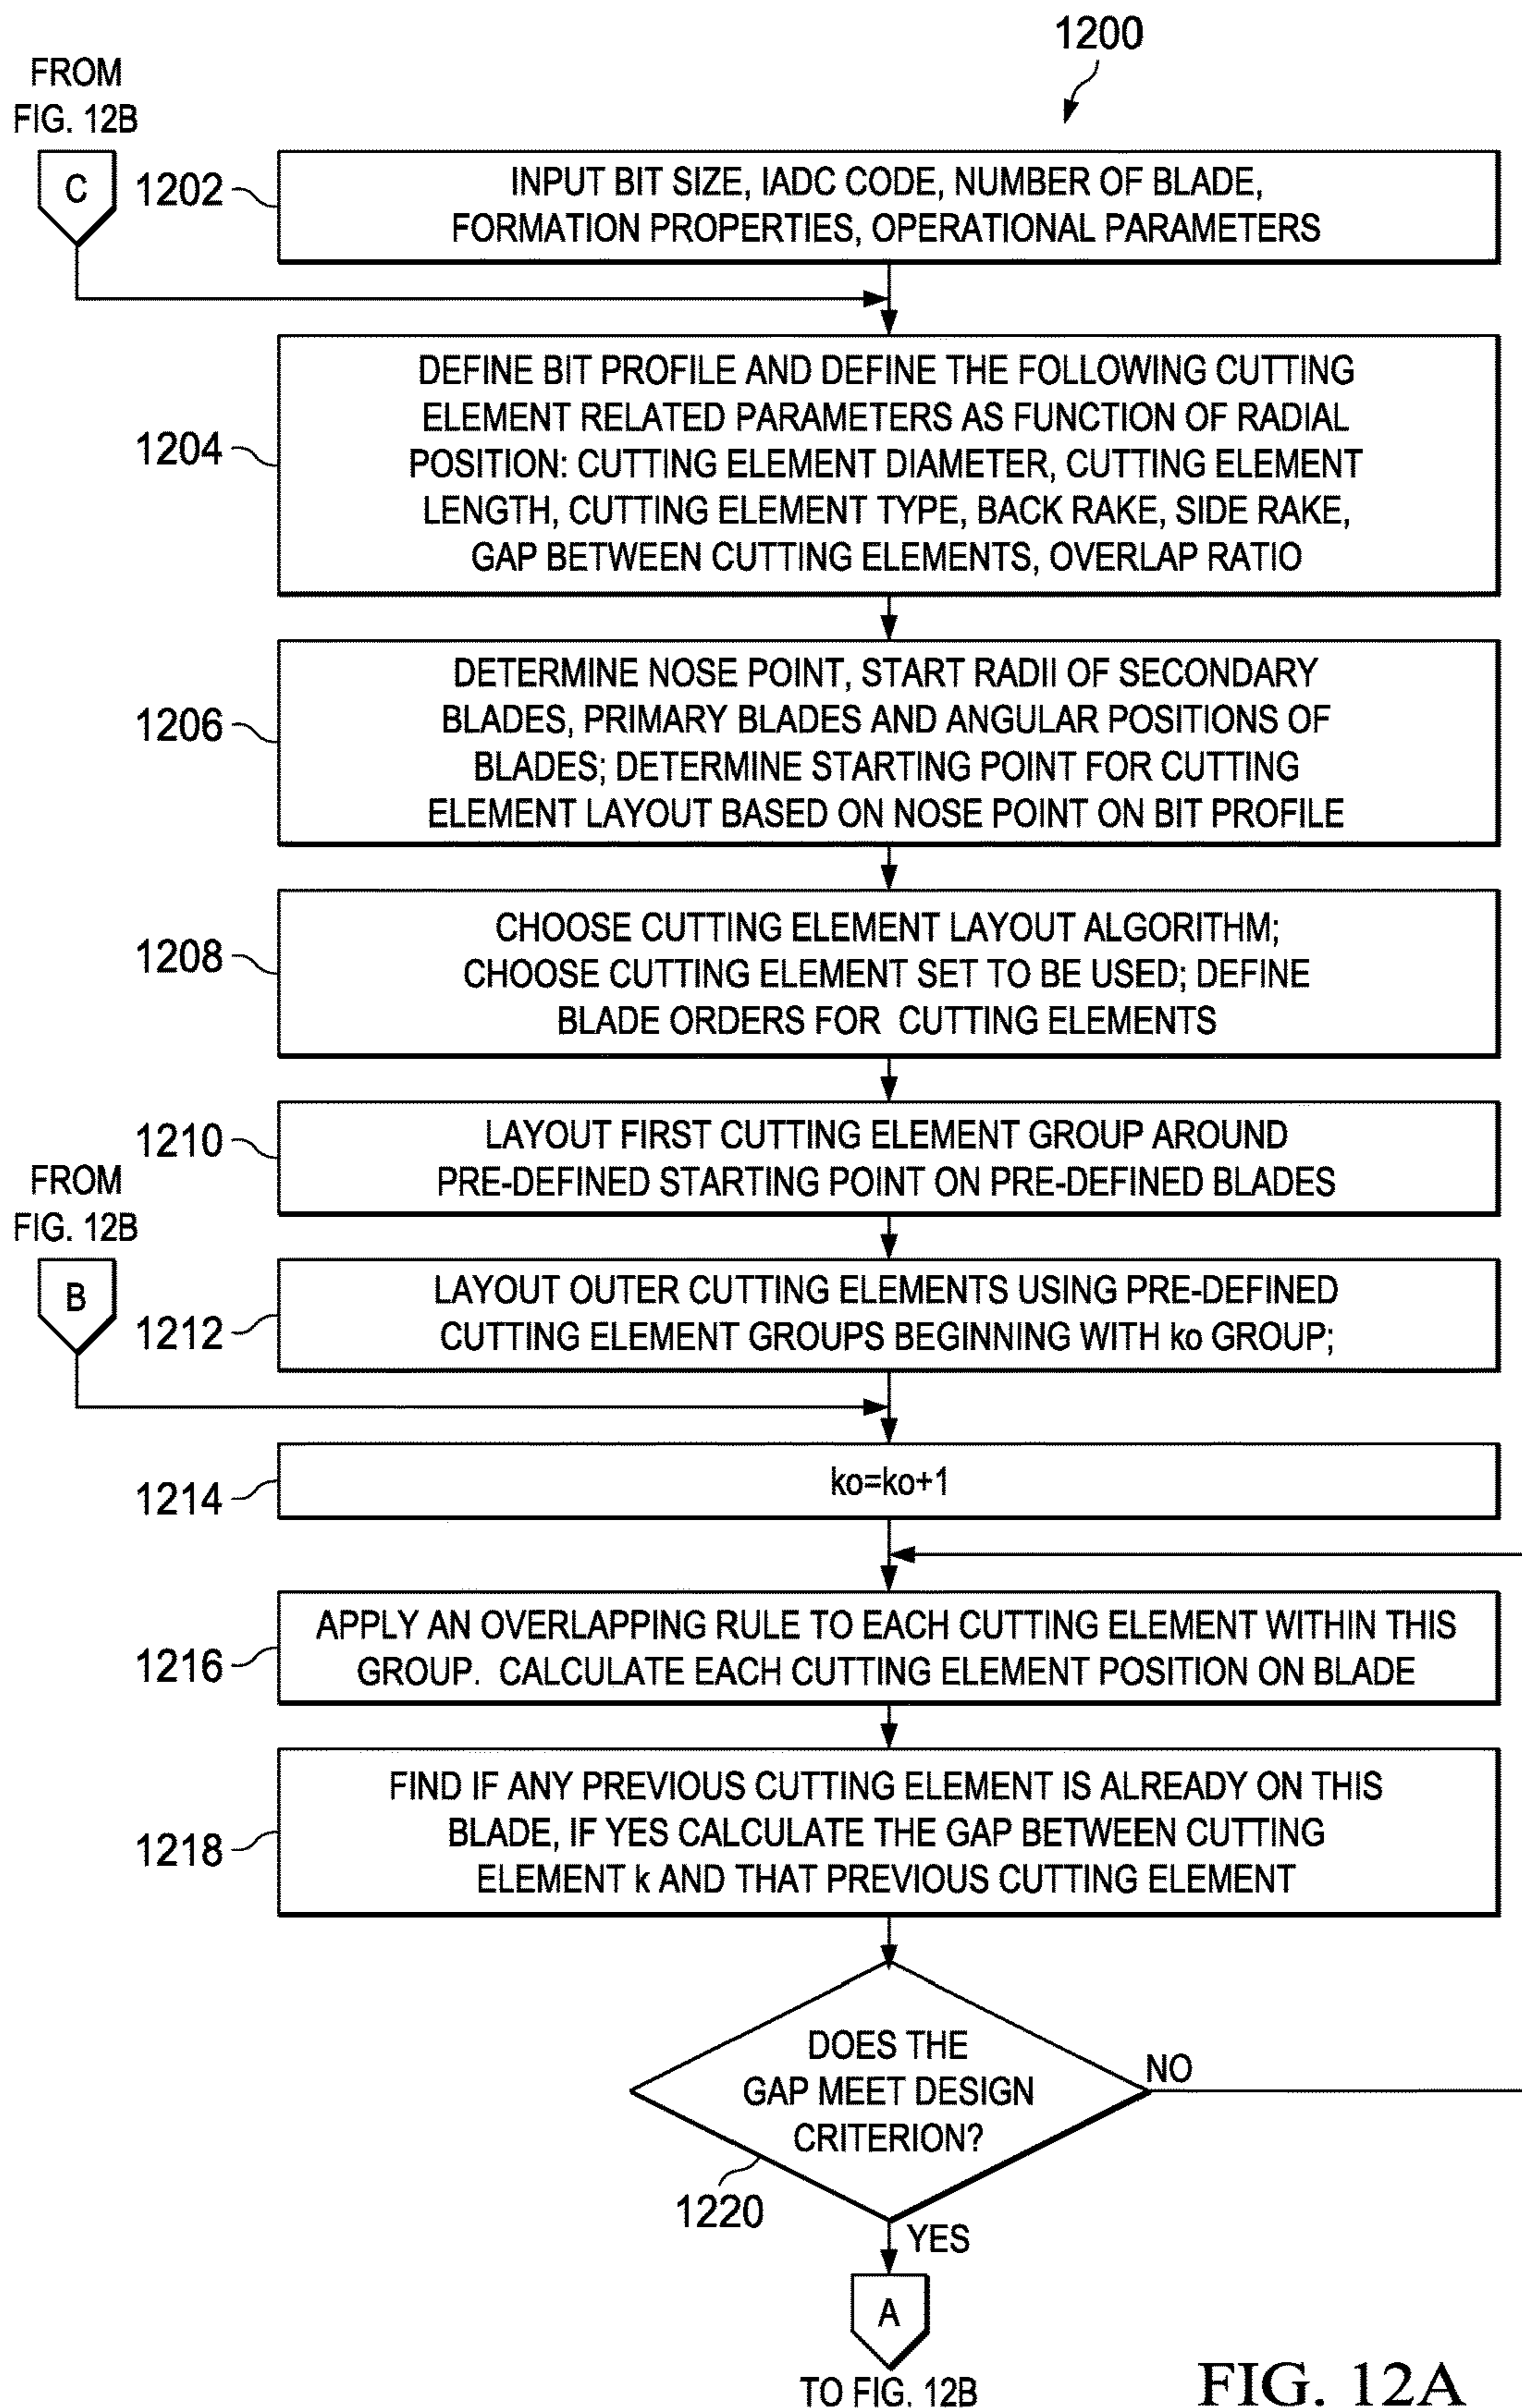 1200
FROM
FIG. 12B
C
1202
INPUT BIT SIZE, IADC CODE, NUMBER OF BLADE,
FORMATION PROPERTIES, OPERATIONAL PARAMETERS
1204
DEFINE BIT PROFILE AND DEFINE THE FOLLOWING CUTTING
ELEMENT RELATED PARAMETERS AS FUNCTION OF RADIAL
POSITION: CUTTING ELEMENT DIAMETER, CUTTING ELEMENT
LENGTH, CUTTING ELEMENT TYPE, BACK RAKE, SIDE RAKE,
GAP BETWEEN CUTTING ELEMENTS, OVERLAP RATIO
1206
DETERMINE NOSE POINT, START RADII OF SECONDARY
BLADES, PRIMARY BLADES AND ANGULAR POSITIONS OF
BLADES; DETERMINE STARTING POINT FOR CUTTING
ELEMENT LAYOUT BASED ON NOSE POINT ON BIT PROFILE
1208
CHOOSE CUTTING ELEMENT LAYOUT ALGORITHM;
CHOOSE CUTTING ELEMENT SET TO BE USED; DEFINE
BLADE ORDERS FOR CUTTING ELEMENTS
1210
LAYOUT FIRST CUTTING ELEMENT GROUP AROUND
PRE-DEFINED STARTING POINT ON PRE-DEFINED BLADES
FROM
FIG. 12B
B
1212
LAYOUT OUTER CUTTING ELEMENTS USING PRE-DEFINED
CUTTING ELEMENT GROUPS BEGINNING WITH ko GROUP;
1214
ko=ko+1
1216
APPLY AN OVERLAPPING RULE TO EACH CUTTING ELEMENT WITHIN THIS
GROUP. CALCULATE EACH CUTTING ELEMENT POSITION ON BLADE
1218
FIND IF ANY PREVIOUS CUTTING ELEMENT IS ALREADY ON THIS
BLADE, IF YES CALCULATE THE GAP BETWEEN CUTTING
ELEMENT k AND THAT PREVIOUS CUTTING ELEMENT
DOES THE
GAP MEET DESIGN
CRITERION?
NO
1220
YES
A
TO FIG. 12B
FIG. 12A